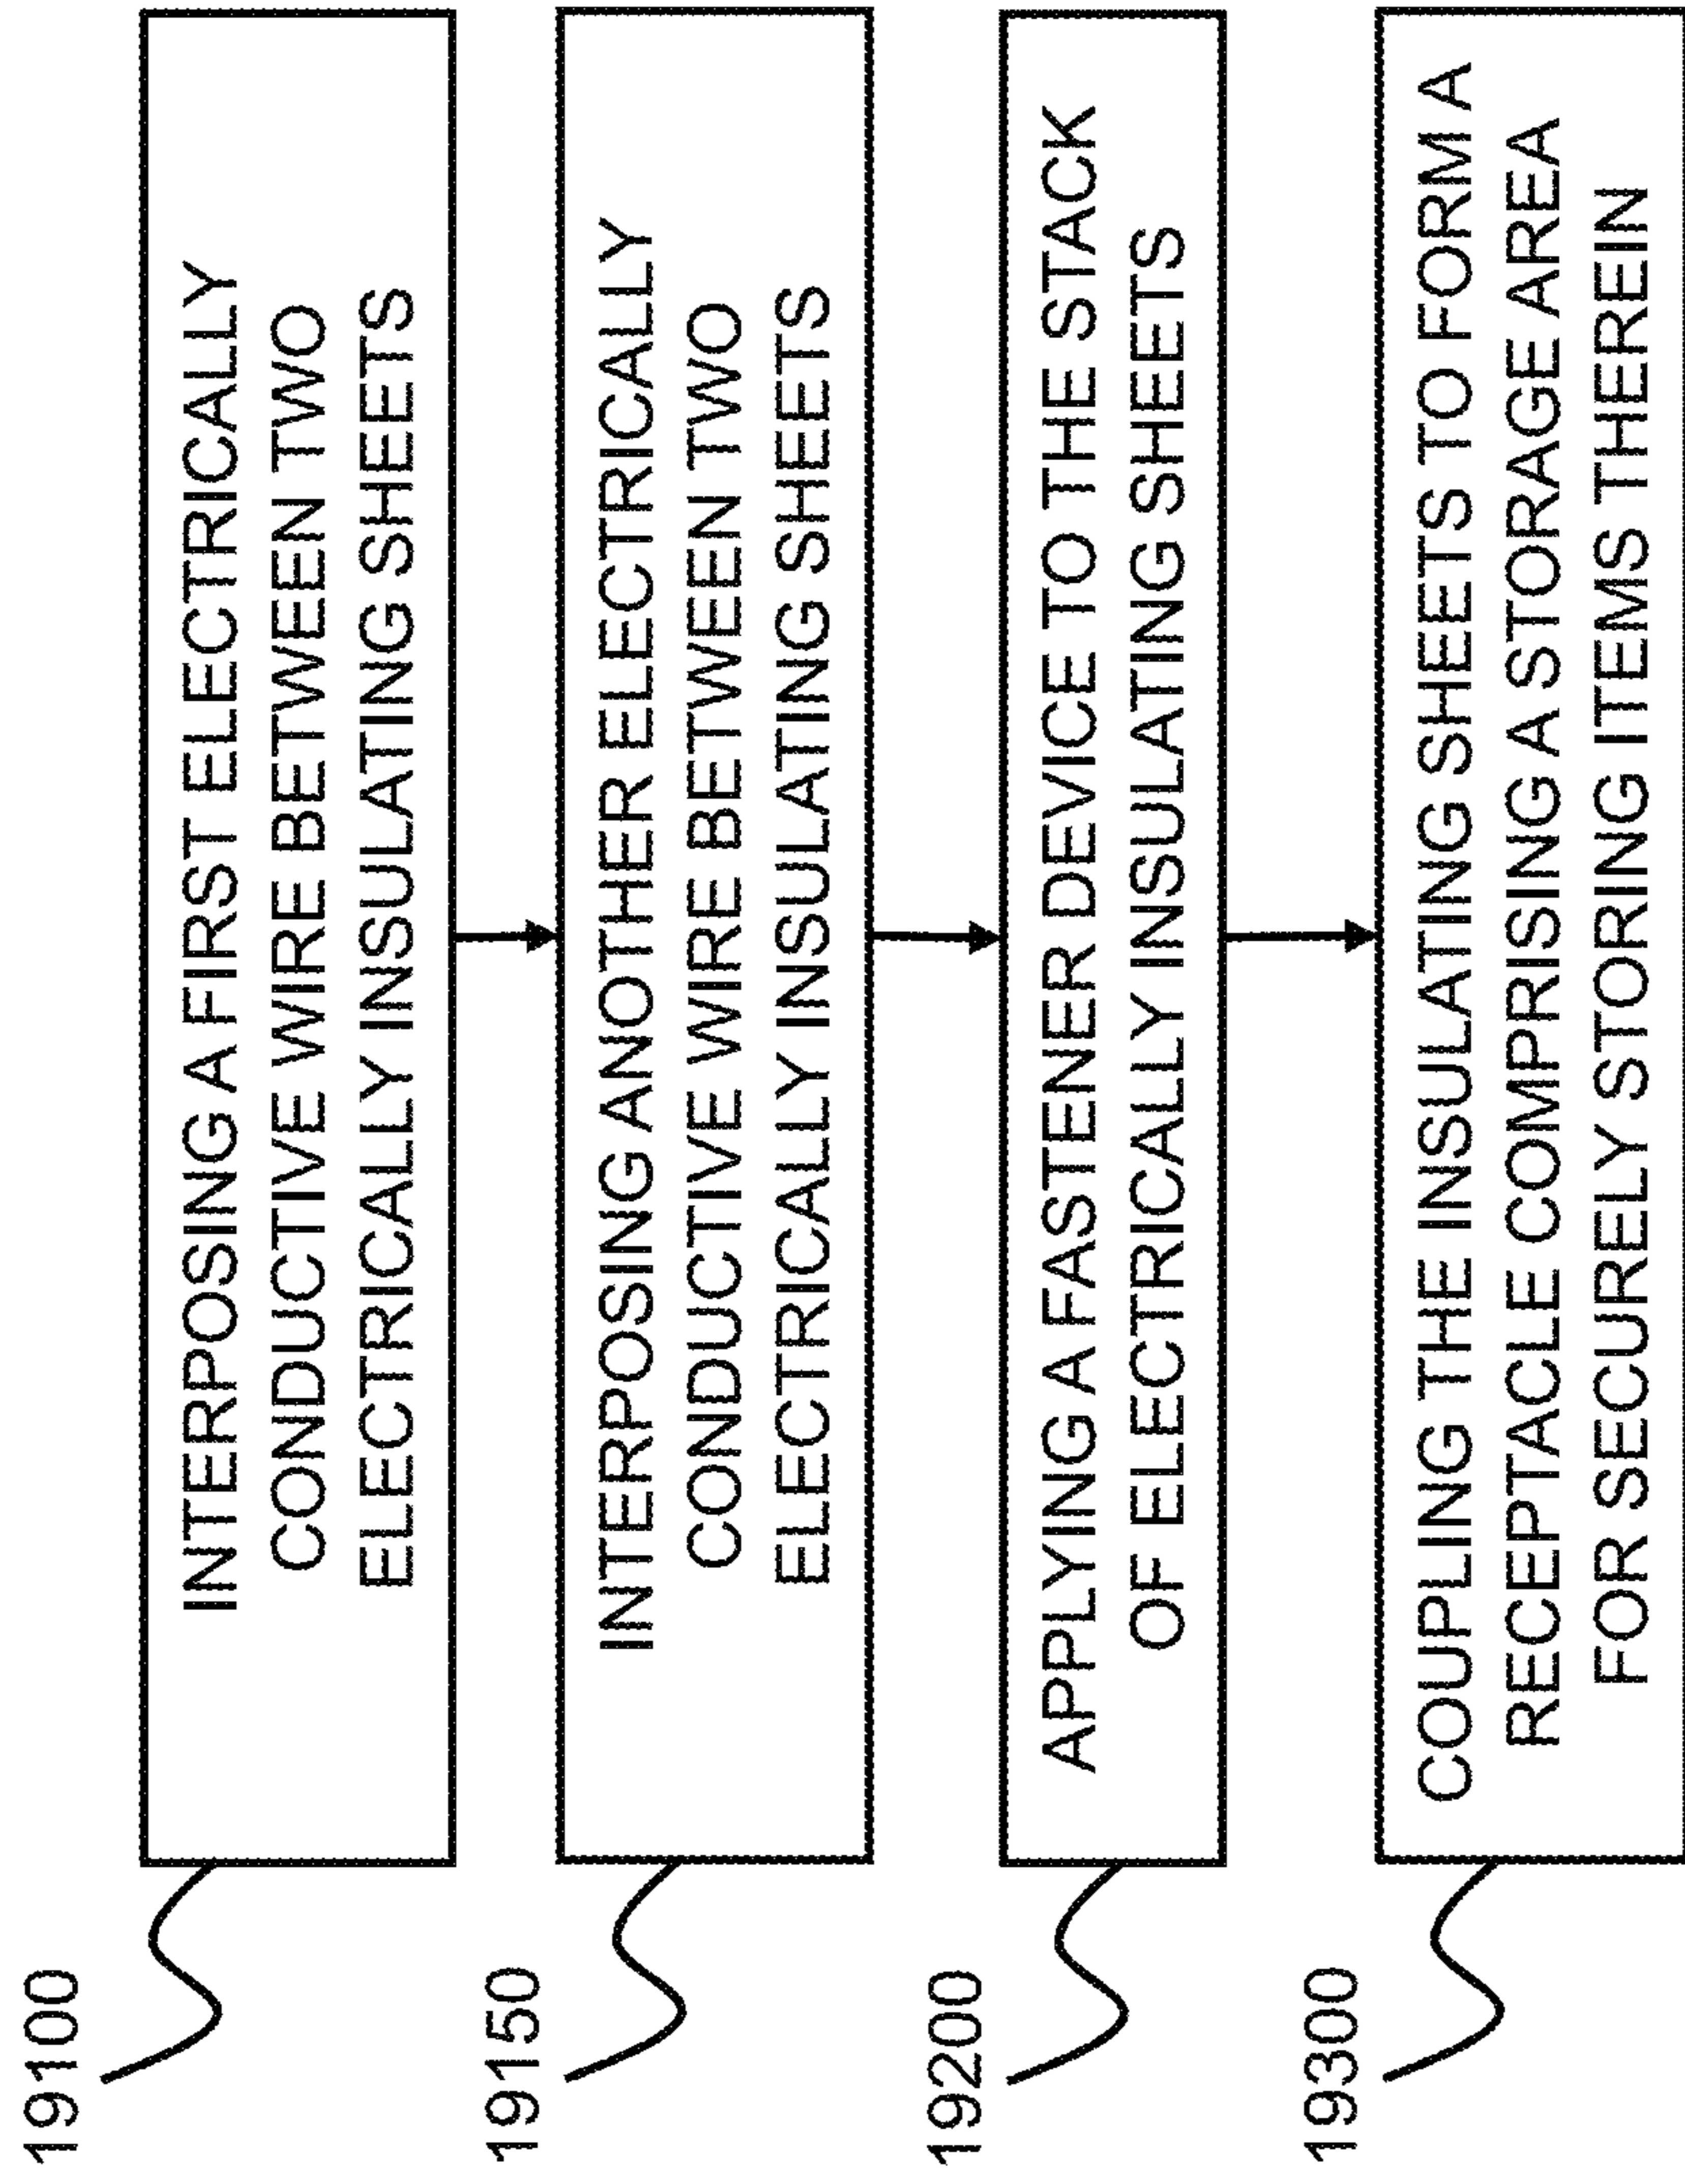 19100
INTERPOSING A FIRST ELECTRICALLY
CONDUCTIVE WIRE BETWEEN TWO
ELECTRICALLY INSULATING SHEETS
19150
INTERPOSING ANOTHER ELECTRICALLY
CONDUCTIVE WIRE BETWEEN TWO
ELECTRICALLY INSULATING SHEETS
19200
APPLYING A FASTENER DEVICE TO THE STACK
OF ELECTRICALLY INSULATING SHEETS
19300
COUPLING THE INSULATING SHEETS TO FORM A
RECEPTACLE COMPRISING A STORAGE AREA
FOR SECURELY STORING ITEMS THEREIN